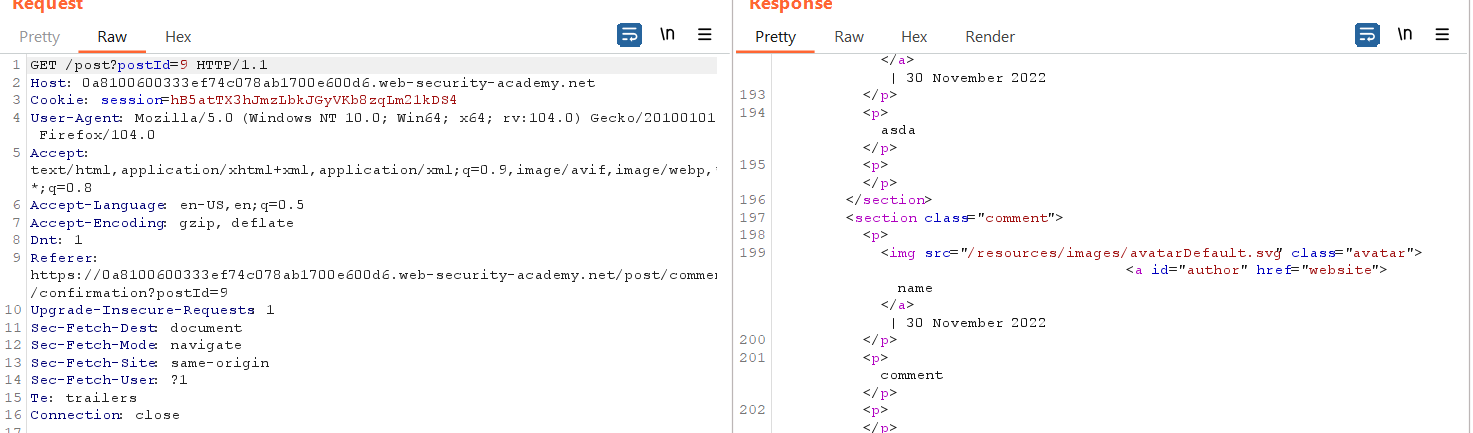 Request
Pretty Raw Hex
\n
1 GET /post?postId=9 HTTP/1.1
2 Host: 0a8100600333ef74c078ab1700e600d6.web-security-academy.net
3 Cookie: session=hB5atTX3hJmzLbkJGyVKb8zqLm21kDS4
4 User-Agent: Mozilla/5.0 (Windows NT 10.0; Win64; x64; rv:104.0) Gecko/20100101
Firefox/104.0
5 Accept:
text/html,application/xhtml+xml,application/xml;q=0.9,image/avif,image/webp,
*;q=0.8
6 Accept-Language: en-US,en;q=0.5
7 Accept-Encoding: gzip, deflate
8 Dnt: 1
9 Referer:
https://0a8100600333ef74c078ab1700e600d6.web-security-academy.net/post/commen
/confirmation?postId=9
10 Upgrade-Insecure-Requests: 1
11 Sec-Fetch-Dest: document
12 Sec-Fetch-Mode: navigate
13 Sec-Fetch-Site: same-origin
14 Sec-Fetch-User: ?1
15 Te: trailers
16 Connection: close
17
Response
Pretty Raw Hex Render
\n
</a>
| 30 November 2022
193 </p>
194 <p>
asda
</p>
195 <p>
</p>
196 </section>
197 <section class="comment">
198 <p>
199 <img src="/resources/images/avatarDefault.svg" class="avatar">
<a id="author" href="website">
name
</a>
| 30 November 2022
200 </p>
201 <p>
comment
</p>
202 <p>
</p>